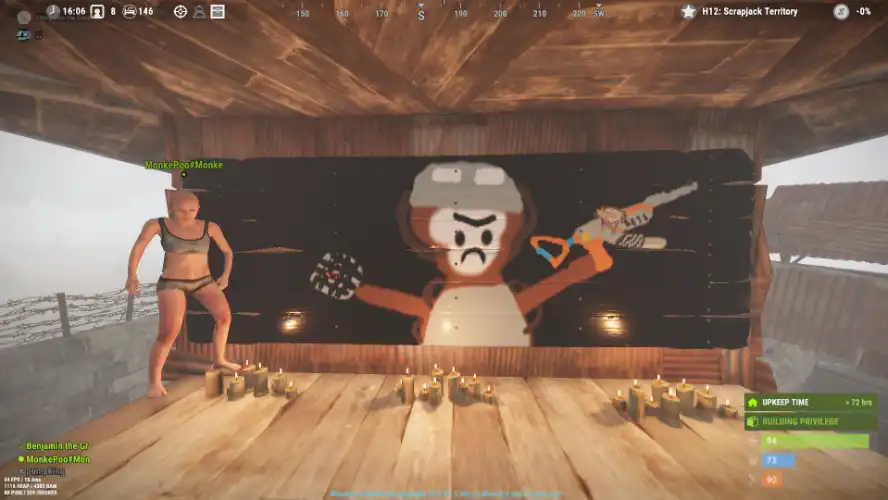 16:06 8 146
150 160 170 S 190 200 210 220 SW
H12: Scrapjack Territory -0%
MonkePoo#Monke
UPKEEP TIME > 72 hrs
BUILDING PRIVILEGE
94
73
90
Benjamin the Gr
MonkePoo#Mon
pumpking